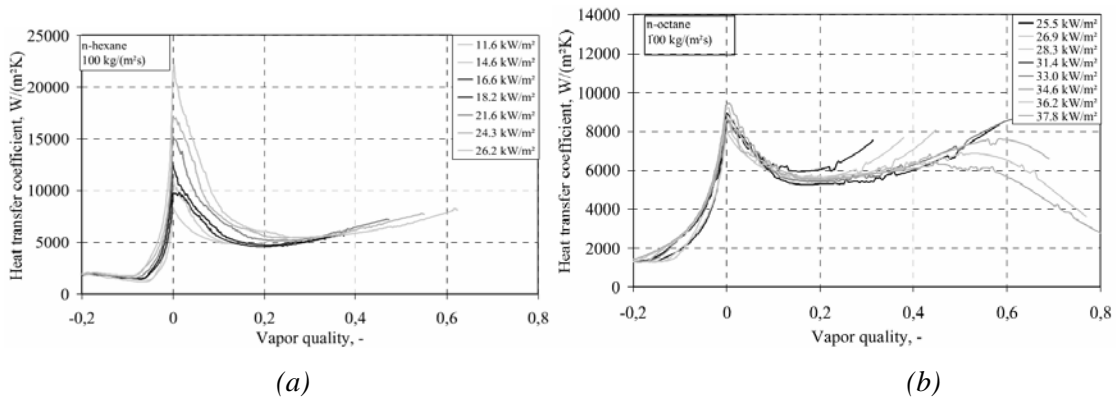 n-hexane
100 kg/(m²s)
25000
20000
15000
10000
5000
0
Heat transfer coefficient, W/(m²K)
-0,2
0
0,2
0,4
0,6
0,8
Vapor quality, -
11.6 kW/m²
14.6 kW/m²
16.6 kW/m²
18.2 kW/m²
21.6 kW/m²
24.3 kW/m²
26.2 kW/m²
(a)
n-octane
100 kg/(m²s)
14000
12000
10000
8000
6000
4000
2000
0
Heat transfer coefficient, W/(m²K)
-0,2
0
0,2
0,4
0,6
0,8
Vapor quality, -
25.5 kW/m²
26.9 kW/m²
28.3 kW/m²
31.4 kW/m²
33.0 kW/m²
34.6 kW/m²
36.2 kW/m²
37.8 kW/m²
(b)